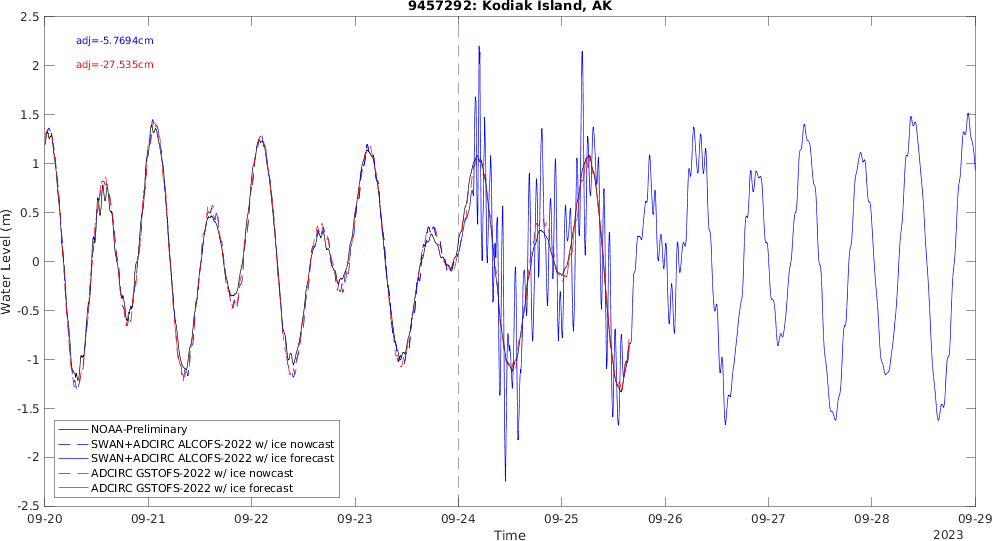 9457292: Kodiak Island, AK
2.5
adj=-5.7694cm
2
adj=-27.535cm
1.5
1
0.5
0
-0.5
-1
-1.5
-2
-2.5
Water Level (m)
NOAA-Preliminary
SWAN+ADCIRC ALCOFS-2022 w/ ice nowcast
SWAN+ADCIRC ALCOFS-2022 w/ ice forecast
ADCIRC GSTOFS-2022 w/ ice nowcast
ADCIRC GSTOFS-2022 w/ ice forecast
09-20 09-21 09-22 09-23 09-24 09-25 09-26 09-27 09-28 09-29
Time
2023